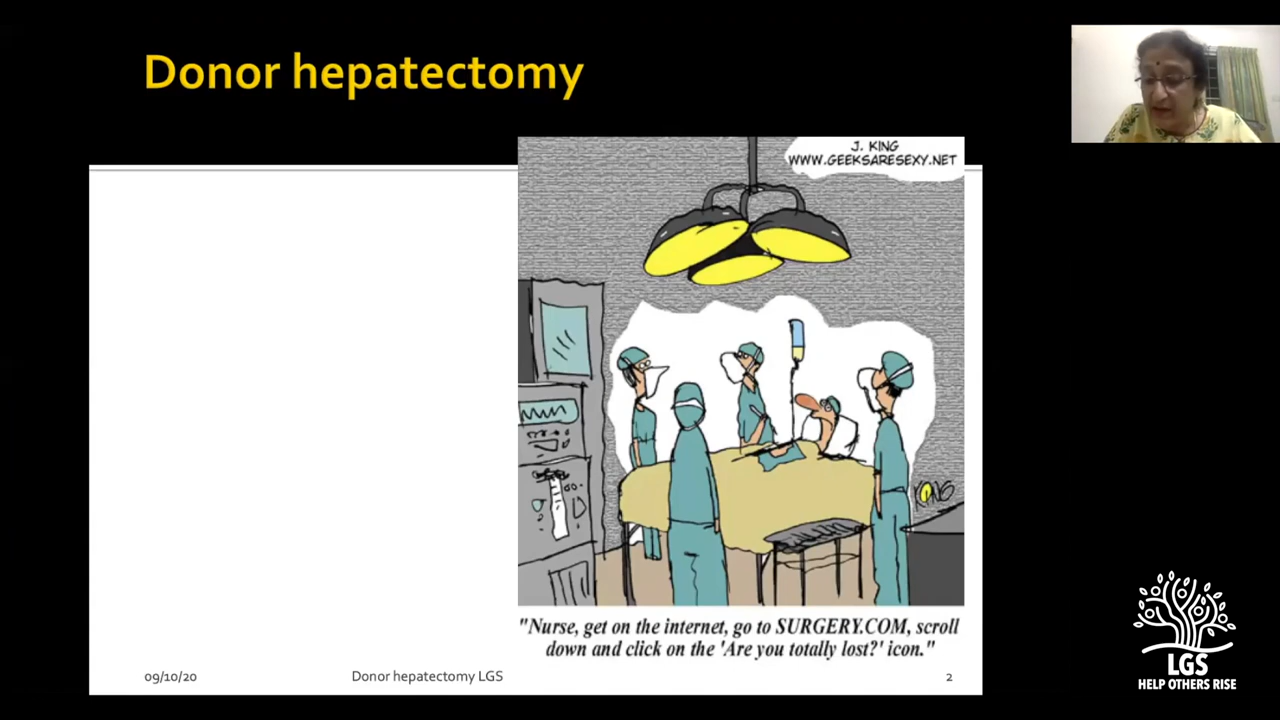 Donor hepatectomy
J. KING
WWW.GEEKSARESEXY.NET
KING
"Nurse, get on the internet, go to SURGERY.COM, scroll
down and click on the 'Are you totally lost?' icon."
09/10/20
Donor hepatectomy LGS
2
LGS
HELP OTHERS RISE